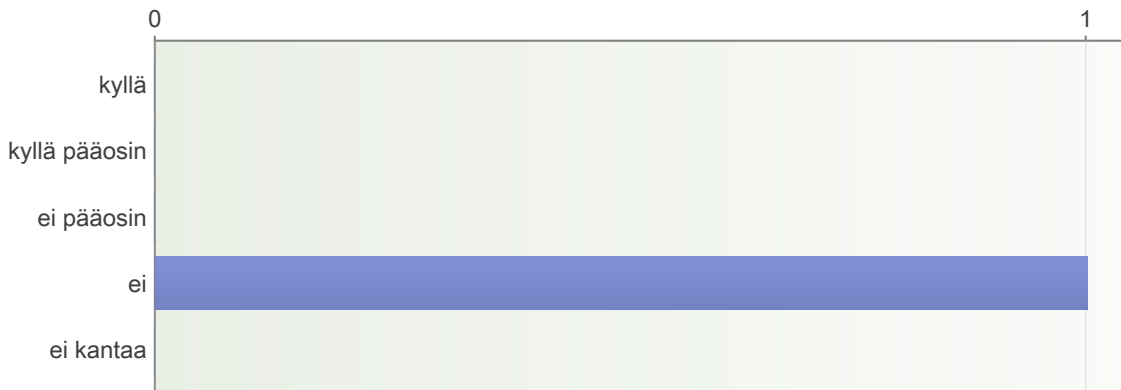 0 1
kyllä
kyllä pääosin
ei pääosin
ei
ei kantaa